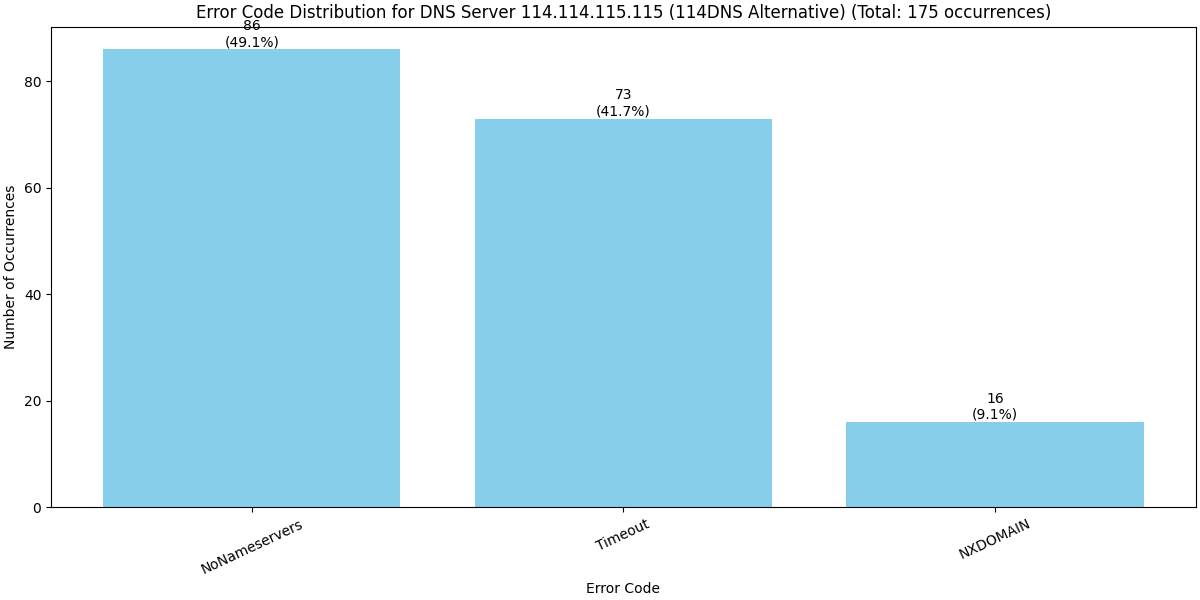 Error Code Distribution for DNS Server 114.114.115.115 (114DNS Alternative) (Total: 175 occurrences)
86
(49.1%)
73
(41.7%)
16
(9.1%)
Number of Occurrences
80
60
40
20
0
NoNameservers
Timeout
NXDOMAIN
Error Code